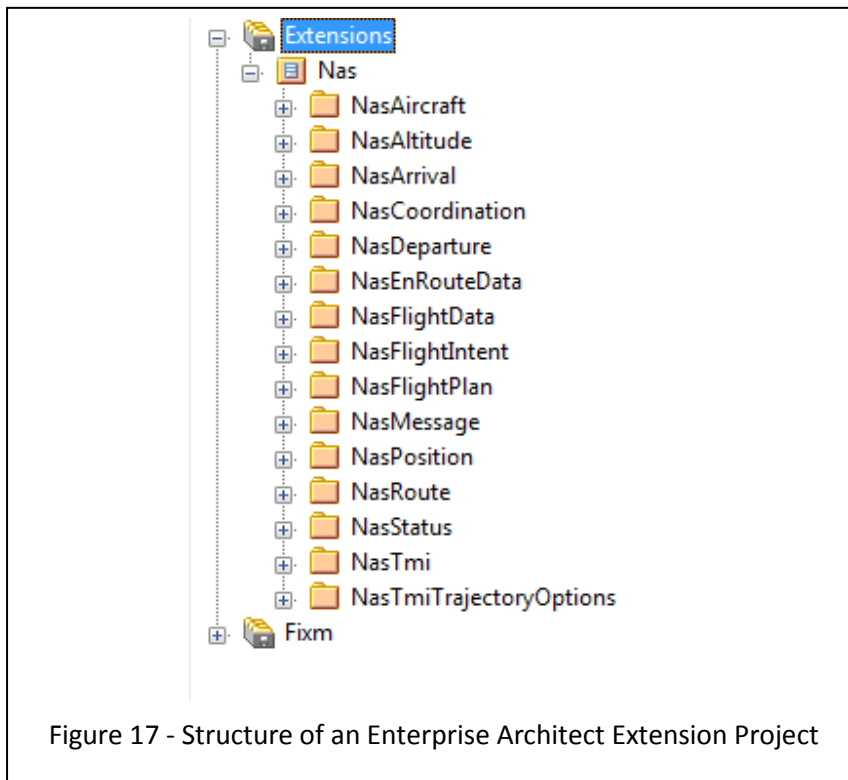 Extensions
Nas
NasAircraft
NasAltitude
NasArrival
NasCoordination
NasDeparture
NasEnRouteData
NasFlightData
NasFlightIntent
NasFlightPlan
NasMessage
NasPosition
NasRoute
NasStatus
NasTmi
NasTmiTrajectoryOptions
Fixm
Figure 17 - Structure of an Enterprise Architect Extension Project